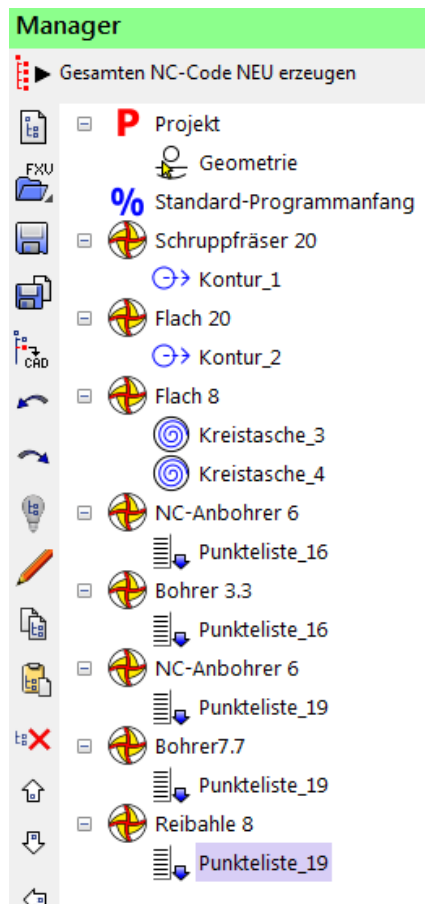 Manager
Gesamten NC-Code NEU erzeugen
P Projekt
FXV
Geometrie
% Standard-Programmanfang
Schruppfräser 20
Kontur_1
Flach 20
CAD
Kontur_2
Flach 8
Kreistasche_3
Kreistasche_4
NC-Anbohrer 6
Punkteliste_16
Bohrer 3.3
Punkteliste_16
NC-Anbohrer 6
Punkteliste_19
Bohrer7.7
Punkteliste_19
Reibahle 8
Punkteliste_19